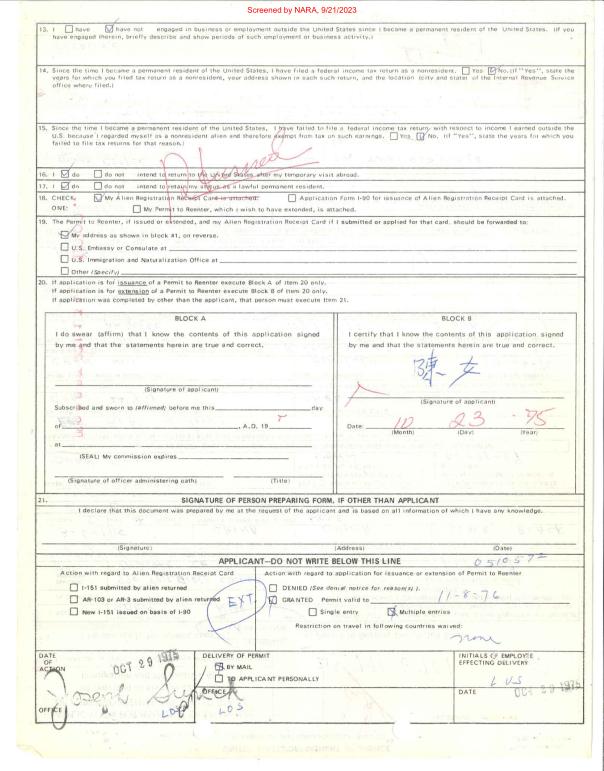 Screened by NARA, 9/21/2023
13. I ☐ have ☑ have not engaged in business or employment outside the United States since I became a permanent resident of the United States. (If you
have engaged therein, briefly describe and show periods of such employment or business activity.)
14. Since the time I became a permanent resident of the United States, I have filed a federal income tax return as a nonresident. ☐ Yes ☑ No. (If "Yes", state the
years for which you filed tax return as a nonresident, your address shown in each such return, and the location (city and state) of the Internal Revenue Service
office where filed.)
15. Since the time I became a permanent resident of the United States, I have failed to file a federal income tax return with respect to income I earned outside the
U.S. because I regarded myself as a nonresident alien and therefore exempt from tax on such earnings. ☐ Yes ☑ No. (If "Yes", state the years for which you
failed to file tax returns for that reason.)
Returned
16. I ☑ do ☐ do not intend to return to the United States after my temporary visit abroad.
17. I ☑ do ☐ do not intend to retain my status as a lawful permanent resident.
18. CHECK ☑ My Alien Registration Receipt Card is attached. ☐ Application Form I-90 for issuance of Alien Registration Receipt Card is attached.
ONE: ☐ My Permit to Reenter, which I wish to have extended, is attached.
19. The Permit to Reenter, if issued or extended, and my Alien Registration Receipt Card if I submitted or applied for that card, should be forwarded to:
☑ My address as shown in block #1, on reverse.
☐ U.S. Embassy or Consulate at
☐ U.S. Immigration and Naturalization Office at
☐ Other (Specify)
20. If application is for issuance of a Permit to Reenter execute Block A of Item 20 only.
If application is for extension of a Permit to Reenter execute Block B of Item 20 only.
If application was completed by other than the applicant, that person must execute Item 21.
BLOCK A
I do swear (affirm) that I know the contents of this application signed
by me and that the statements herein are true and correct.
(Signature of applicant)
Subscribed and sworn to (affirmed) before me this day
of , A.D. 19
at
(SEAL) My commission expires
(Signature of officer administering oath) (Title)
BLOCK B
I certify that I know the contents of this application signed
by me and that the statements herein are true and correct.
陳 女
(Signature of applicant)
Date: 10 23 -75
(Month) (Day) (Year)
21. SIGNATURE OF PERSON PREPARING FORM, IF OTHER THAN APPLICANT
I declare that this document was prepared by me at the request of the applicant and is based on all information of which I have any knowledge.
(Signature) (Address) (Date)
APPLICANT—DO NOT WRITE BELOW THIS LINE
0510572
Action with regard to Alien Registration Receipt Card
☐ I-151 submitted by alien returned
☐ AR-103 or AR-3 submitted by alien returned
☐ New I-151 issued on basis of I-90
EXT.
Action with regard to application for issuance or extension of Permit to Reenter
☐ DENIED (See denial notice for reason(s).)
☑ GRANTED Permit valid to 11-8-76
☐ Single entry ☑ Multiple entries
Restriction on travel in following countries waived:
none
DATE OF ACTION OCT 29 1975
Joseph
OFFICE LOS
DELIVERY OF PERMIT
☑ BY MAIL
☐ TO APPLICANT PERSONALLY
OFFICE
LOS
INITIALS OF EMPLOYEE
EFFECTING DELIVERY
LVS
DATE OCT 29 1975